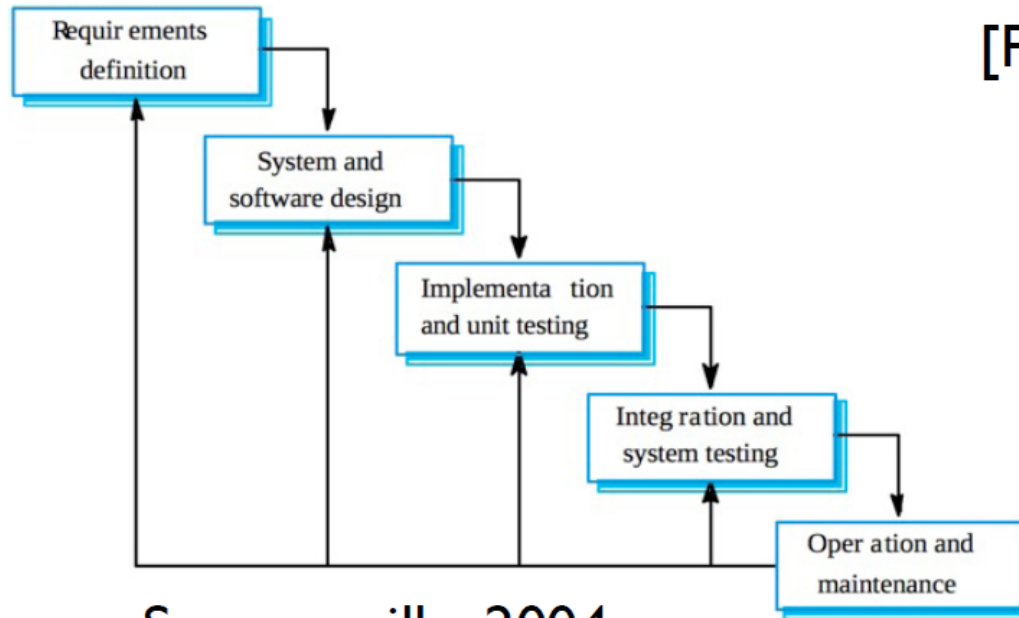 Requir ements
definition
[F
System and
software design
Implementa tion
and unit testing
Integ ration and
system testing
Oper ation and
maintenance